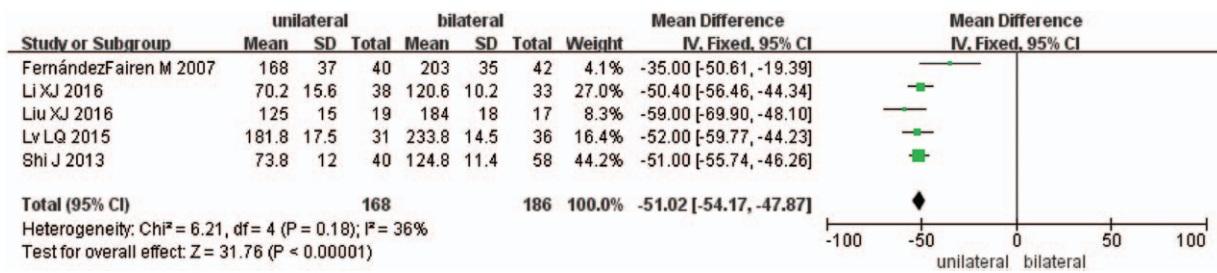 unilateral bilateral Mean Difference Mean Difference
Study or Subgroup Mean SD Total Mean SD Total Weight IV, Fixed, 95% CI IV, Fixed, 95% CI
FernándezFairen M 2007 168 37 40 203 35 42 4.1% -35.00 [-50.61, -19.39]
Li XJ 2016 70.2 15.6 38 120.6 10.2 33 27.0% -50.40 [-56.46, -44.34]
Liu XJ 2016 125 15 19 184 18 17 8.3% -59.00 [-69.90, -48.10]
Lv LQ 2015 181.8 17.5 31 233.8 14.5 36 16.4% -52.00 [-59.77, -44.23]
Shi J 2013 73.8 12 40 124.8 11.4 58 44.2% -51.00 [-55.74, -46.26]
Total (95% CI) 168 186 100.0% -51.02 [-54.17, -47.87]
Heterogeneity: Chi² = 6.21, df = 4 (P = 0.18); I² = 36%
Test for overall effect: Z = 31.76 (P < 0.00001)
-100 -50 0 50 100
unilateral bilateral